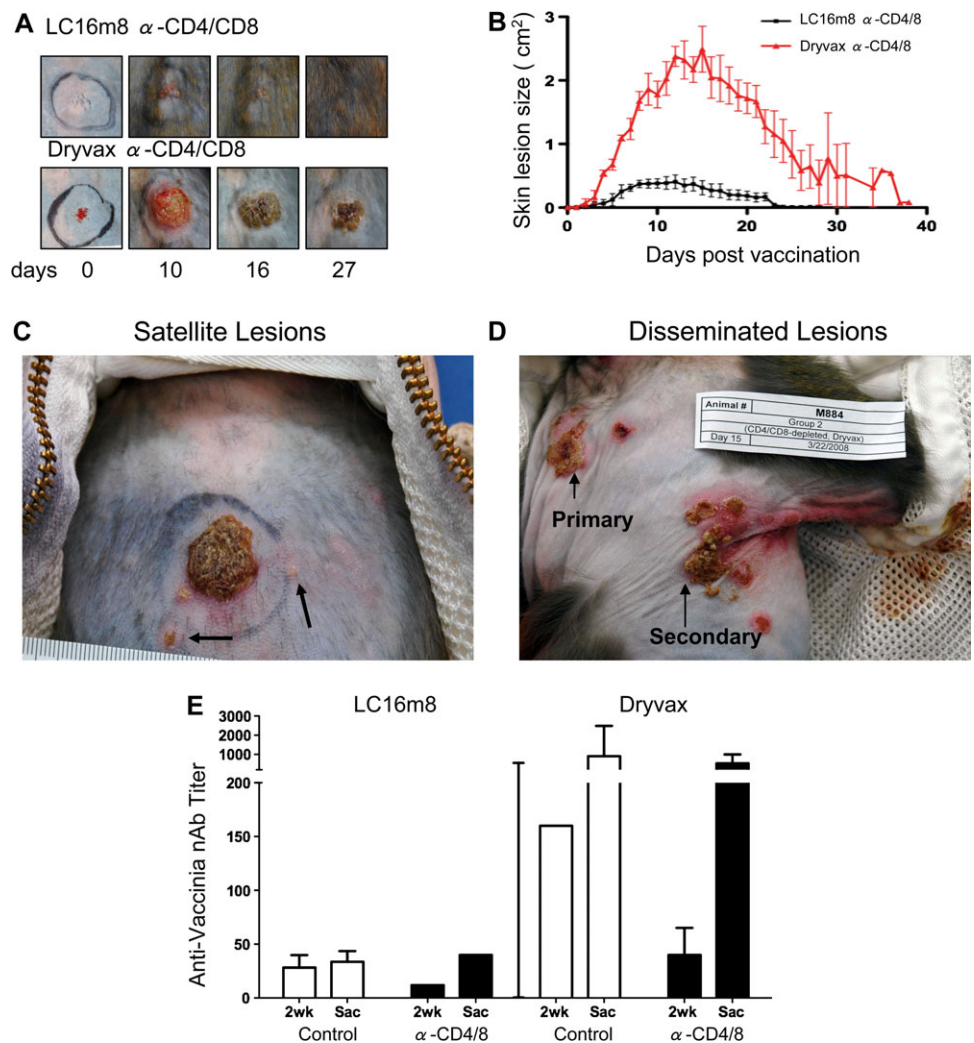 A
LC16m8 α-CD4/CD8
Dryvax α-CD4/CD8
days 0 10 16 27
B
LC16m8 α-CD4/8
Dryvax α-CD4/8
Skin lesion size ( cm²)
3
2
1
0
0 10 20 30 40
Days post vaccination
C Satellite Lesions
D Disseminated Lesions
Animal # M884
Group 2
(CD4/CD8-depleted, Dryvax)
Day 15 3/22/2008
Primary
Secondary
E
LC16m8 Dryvax
Anti-Vaccinia nAb Titer
3000
2000
1000
200
150
100
50
0
2wk Sac 2wk Sac 2wk Sac 2wk Sac
Control α-CD4/8 Control α-CD4/8